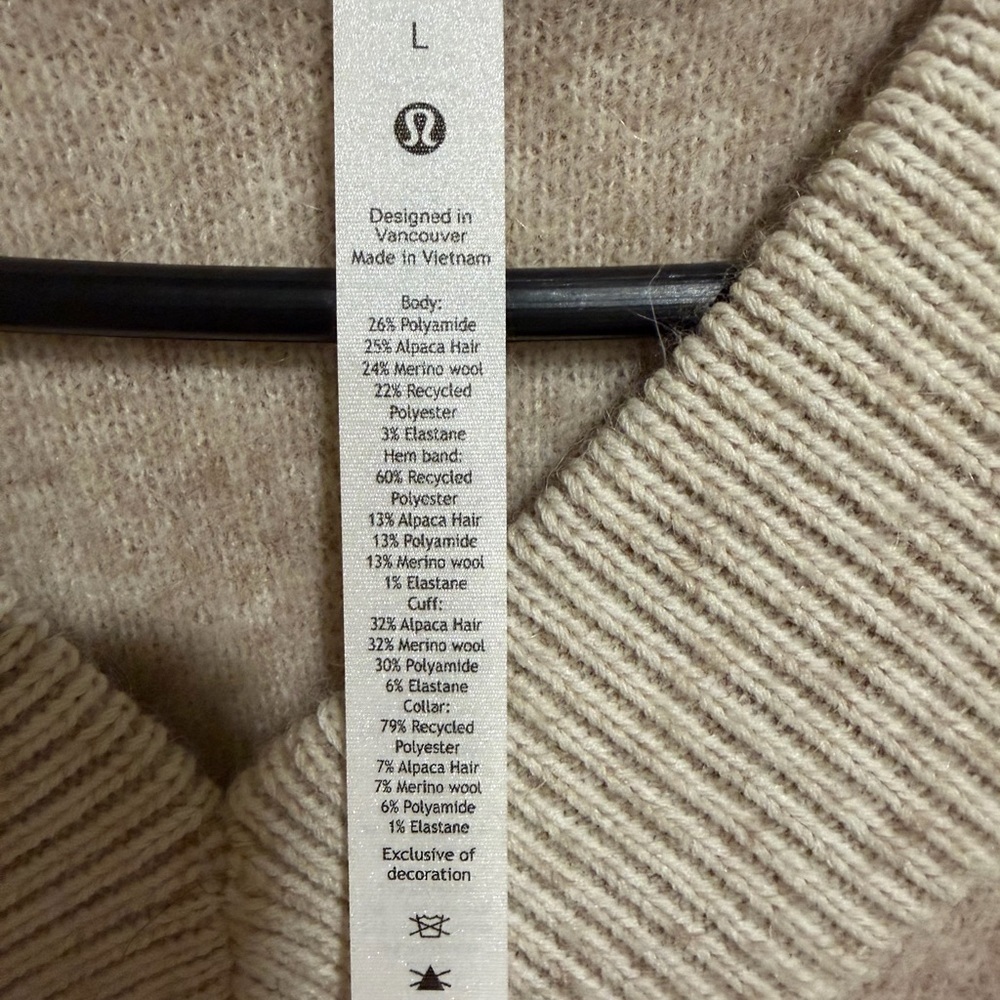 L
Designed in
Vancouver
Made in Vietnam
Body:
26% Polyamide
25% Alpaca Hair
24% Merino wool
22% Recycled
Polyester
3% Elastane
Hem band:
60% Recycled
Polyester
13% Alpaca Hair
13% Polyamide
13% Merino wool
1% Elastane
Cuff:
32% Alpaca Hair
32% Merino wool
30% Polyamide
6% Elastane
Collar:
79% Recycled
Polyester
7% Alpaca Hair
7% Merino wool
6% Polyamide
1% Elastane
Exclusive of
decoration